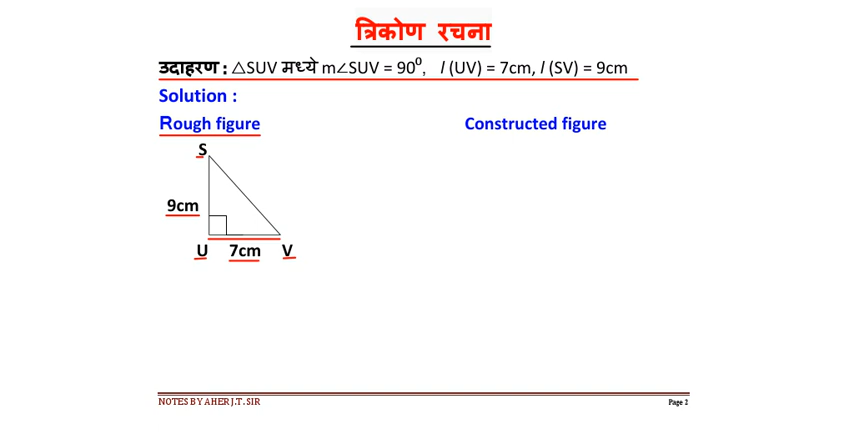 त्रिकोण रचना
उदाहरण : △SUV मध्ये m∠SUV = 90⁰, l (UV) = 7cm, l (SV) = 9cm
Solution :
Rough figure Constructed figure
S
9cm
U 7cm V
NOTES BY AHER J.T. SIR Page 2